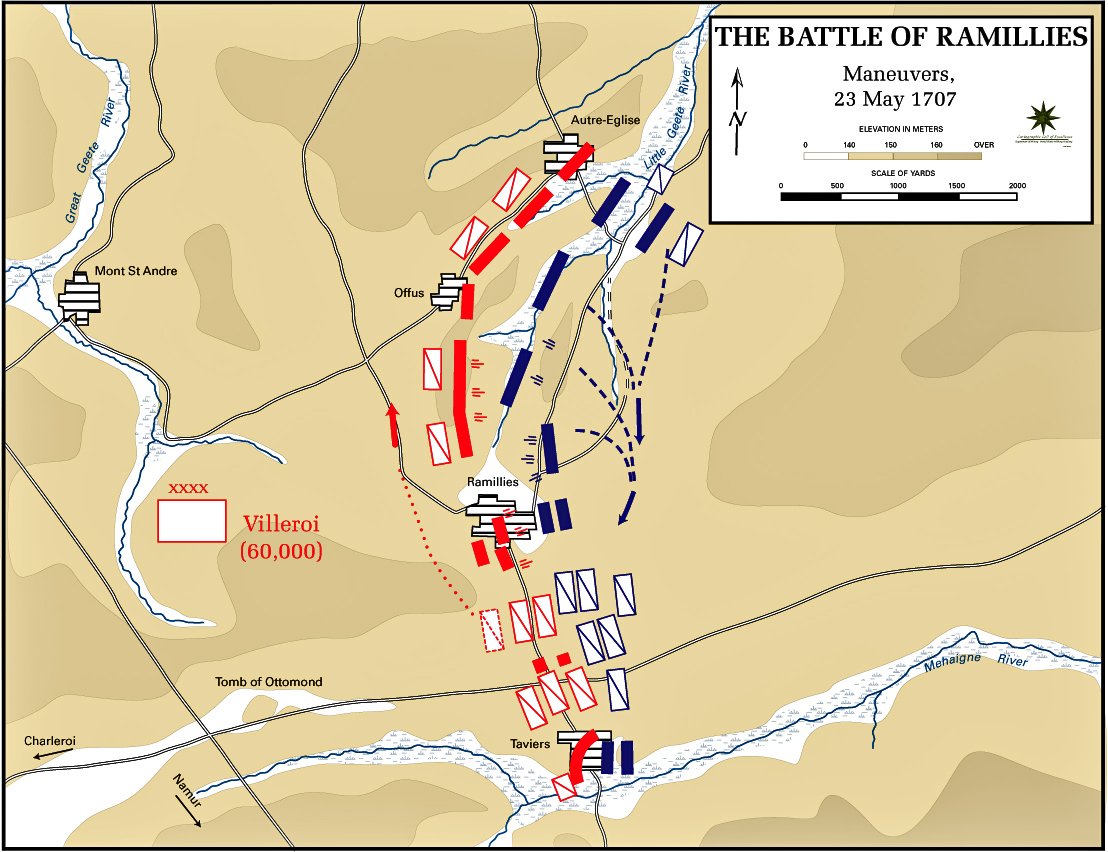 THE BATTLE OF RAMILLIES
Maneuvers,
23 May 1707
N
ELEVATION IN METERS
0 140 150 160 OVER
SCALE OF YARDS
0 500 1000 1500 2000
Great Geete River
Little Geete River
Autre-Eglise
Mont St Andre
Offus
Ramillies
XXXX
Villeroi
(60,000)
Mehaigne River
Tomb of Ottomond
Charleroi
Taviers
Namur